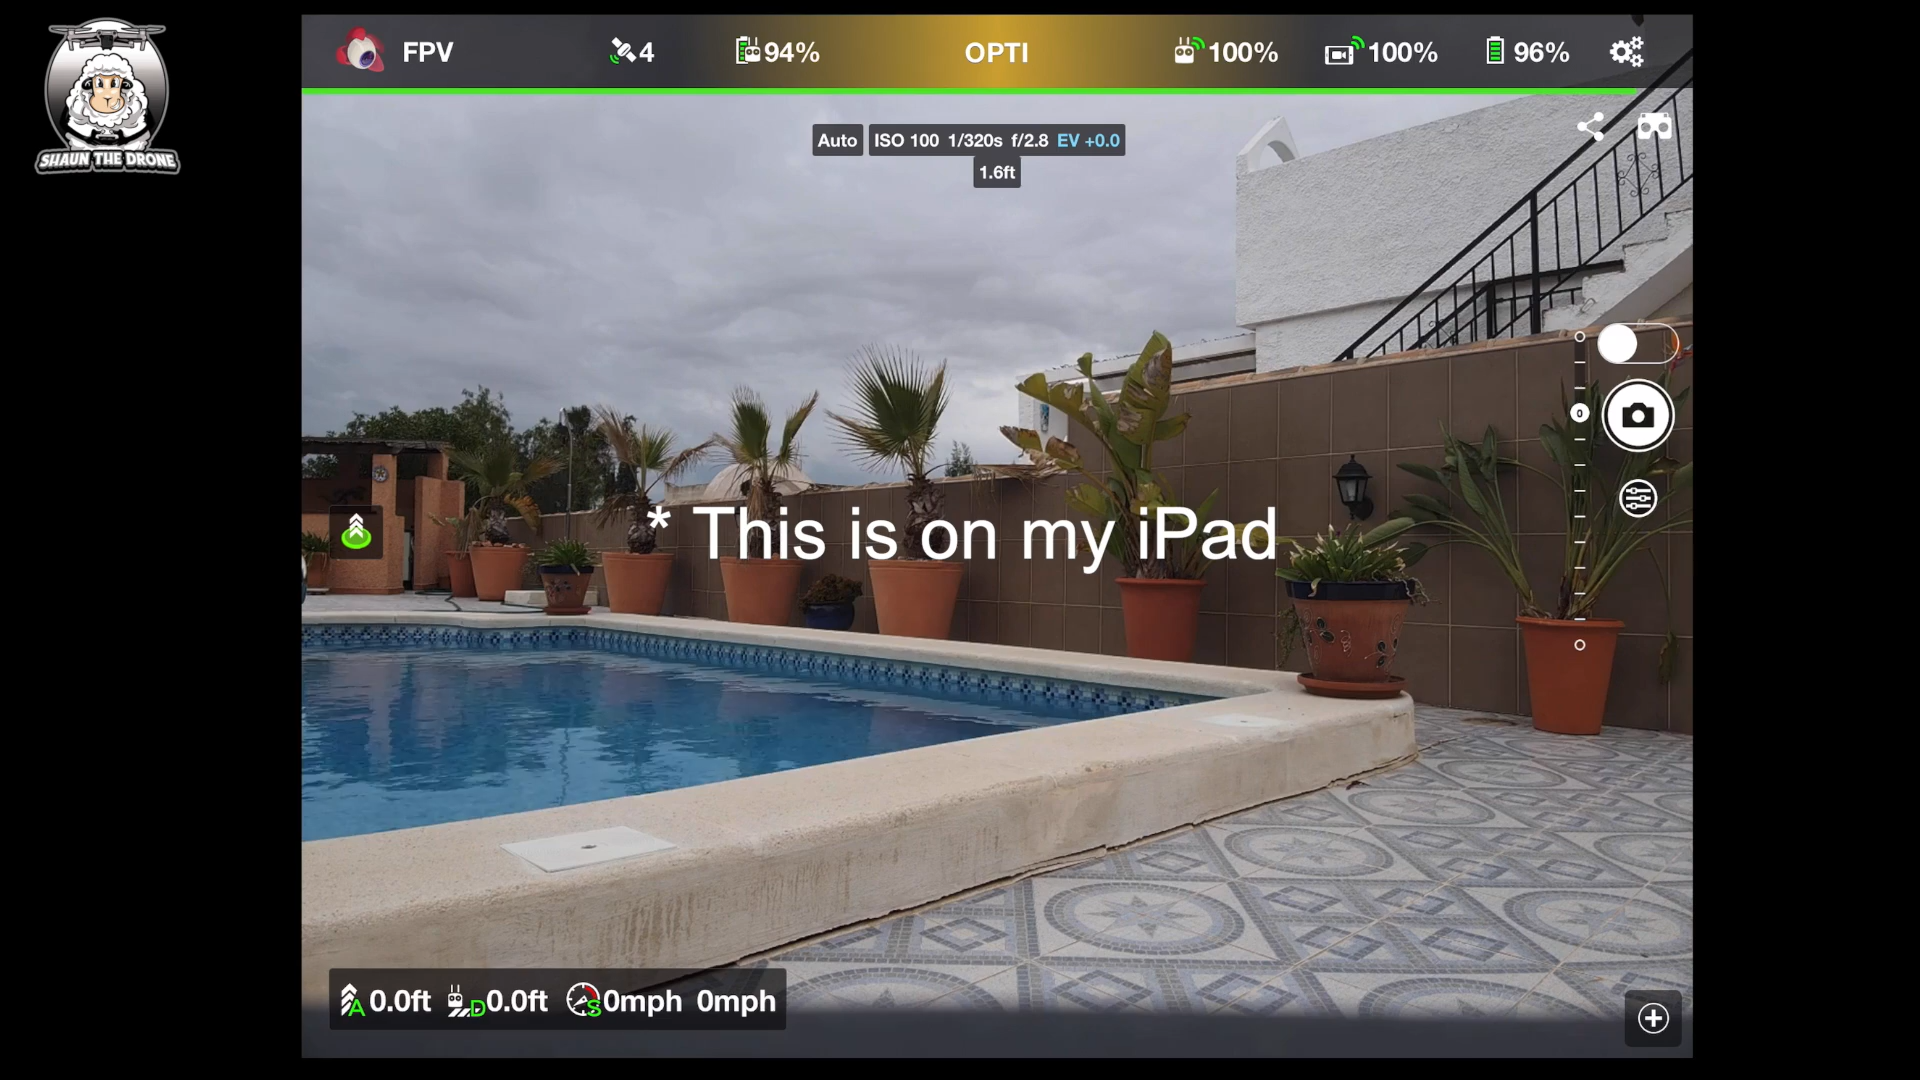 SHAUN THE DRONE
FPV 4 94% OPTI 100% 100% 96%
Auto ISO 100 1/320s f/2.8 EV +0.0
1.6ft
0
* This is on my iPad
A 0.0ft D 0.0ft S 0mph 0mph